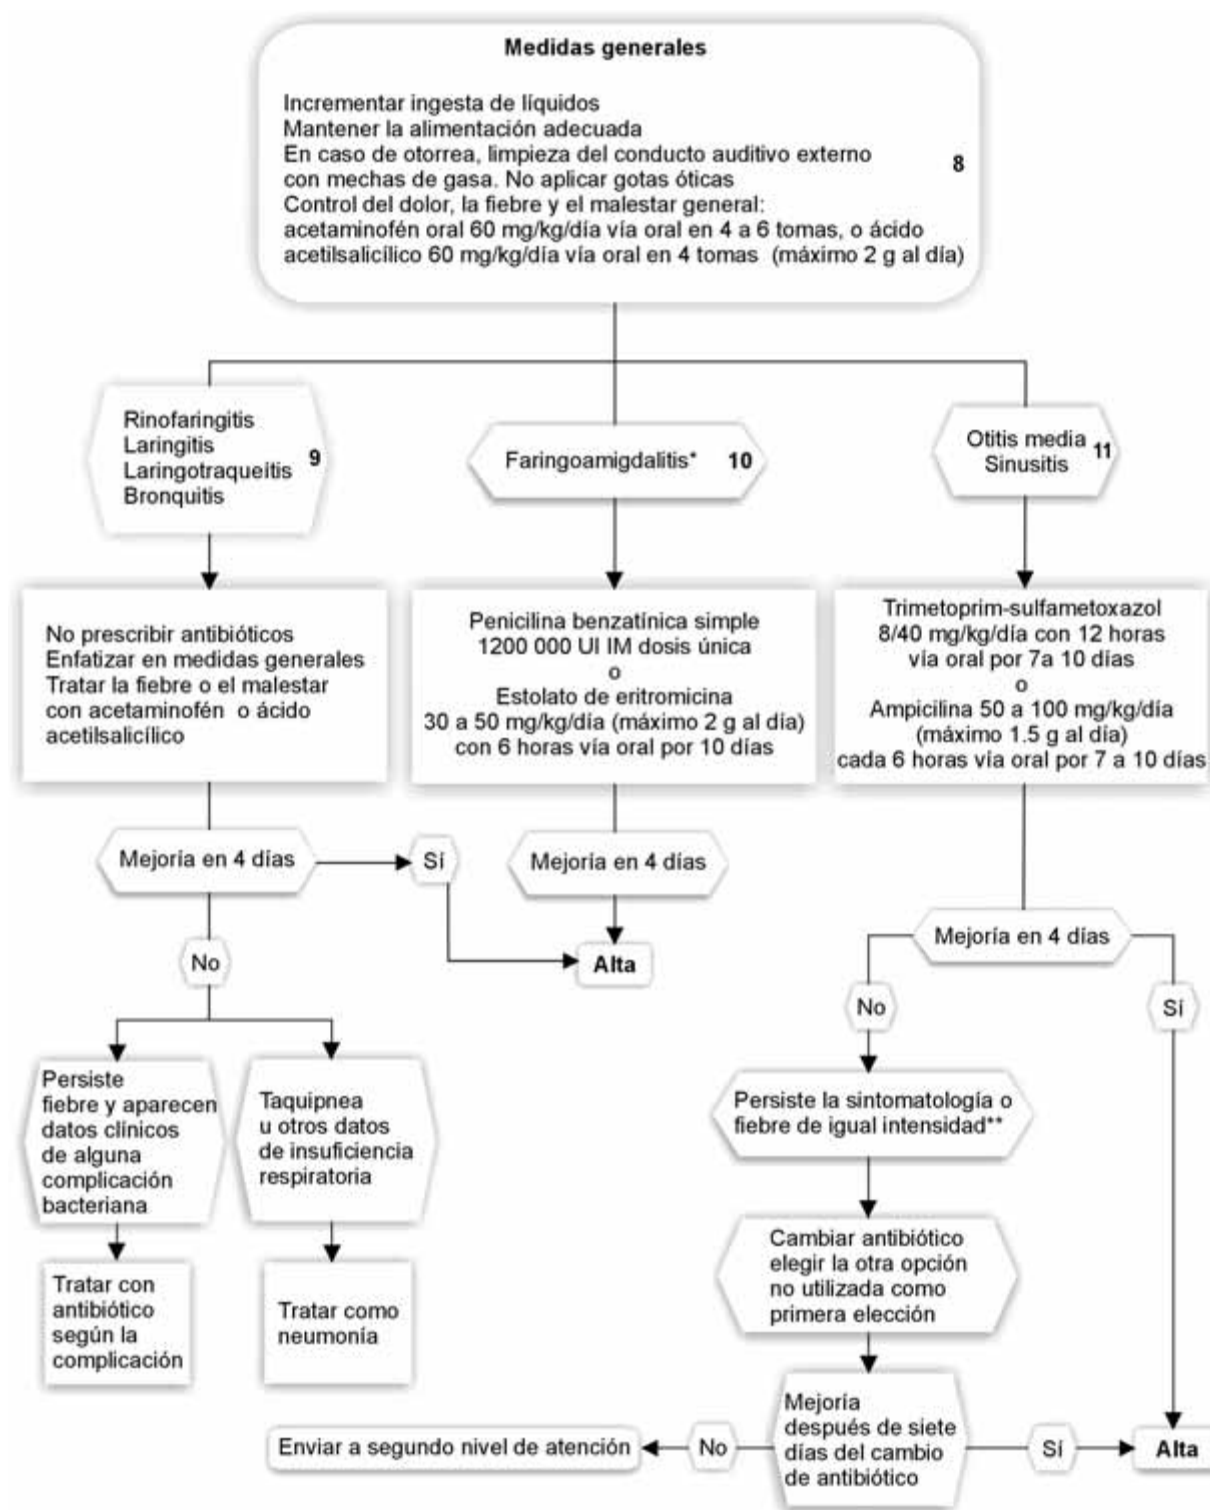 Medidas generales
Incrementar ingesta de líquidos
Mantener la alimentación adecuada
En caso de otorrea, limpieza del conducto auditivo externo
con mechas de gasa. No aplicar gotas óticas
Control del dolor, la fiebre y el malestar general:
acetaminofén oral 60 mg/kg/día vía oral en 4 a 6 tomas, o ácido
acetilsalicílico 60 mg/kg/día vía oral en 4 tomas (máximo 2 g al día)
8
Rinofaringitis
Laringitis
Laringotraqueítis
Bronquitis
9
Faringoamigdalitis* 10
Otitis media
Sinusitis
11
No prescribir antibióticos
Enfatizar en medidas generales
Tratar la fiebre o el malestar
con acetaminofén o ácido
acetilsalicílico
Penicilina benzatínica simple
1200 000 UI IM dosis única
o
Estolato de eritromicina
30 a 50 mg/kg/día (máximo 2 g al día)
con 6 horas vía oral por 10 días
Trimetoprim-sulfametoxazol
8/40 mg/kg/día con 12 horas
vía oral por 7a 10 días
o
Ampicilina 50 a 100 mg/kg/día
(máximo 1.5 g al día)
cada 6 horas vía oral por 7 a 10 días
Mejoría en 4 días
Sí
Mejoría en 4 días
Alta
No
Mejoría en 4 días
No
Sí
Persiste
fiebre y aparecen
datos clínicos
de alguna
complicación
bacteriana
Taquipnea
u otros datos
de insuficiencia
respiratoria
Persiste la sintomatología o
fiebre de igual intensidad**
Tratar con
antibiótico
según la
complicación
Tratar como
neumonía
Cambiar antibiótico
elegir la otra opción
no utilizada como
primera elección
Mejoría
después de siete
días del cambio
de antibiótico
No
Enviar a segundo nivel de atención
Sí
Alta